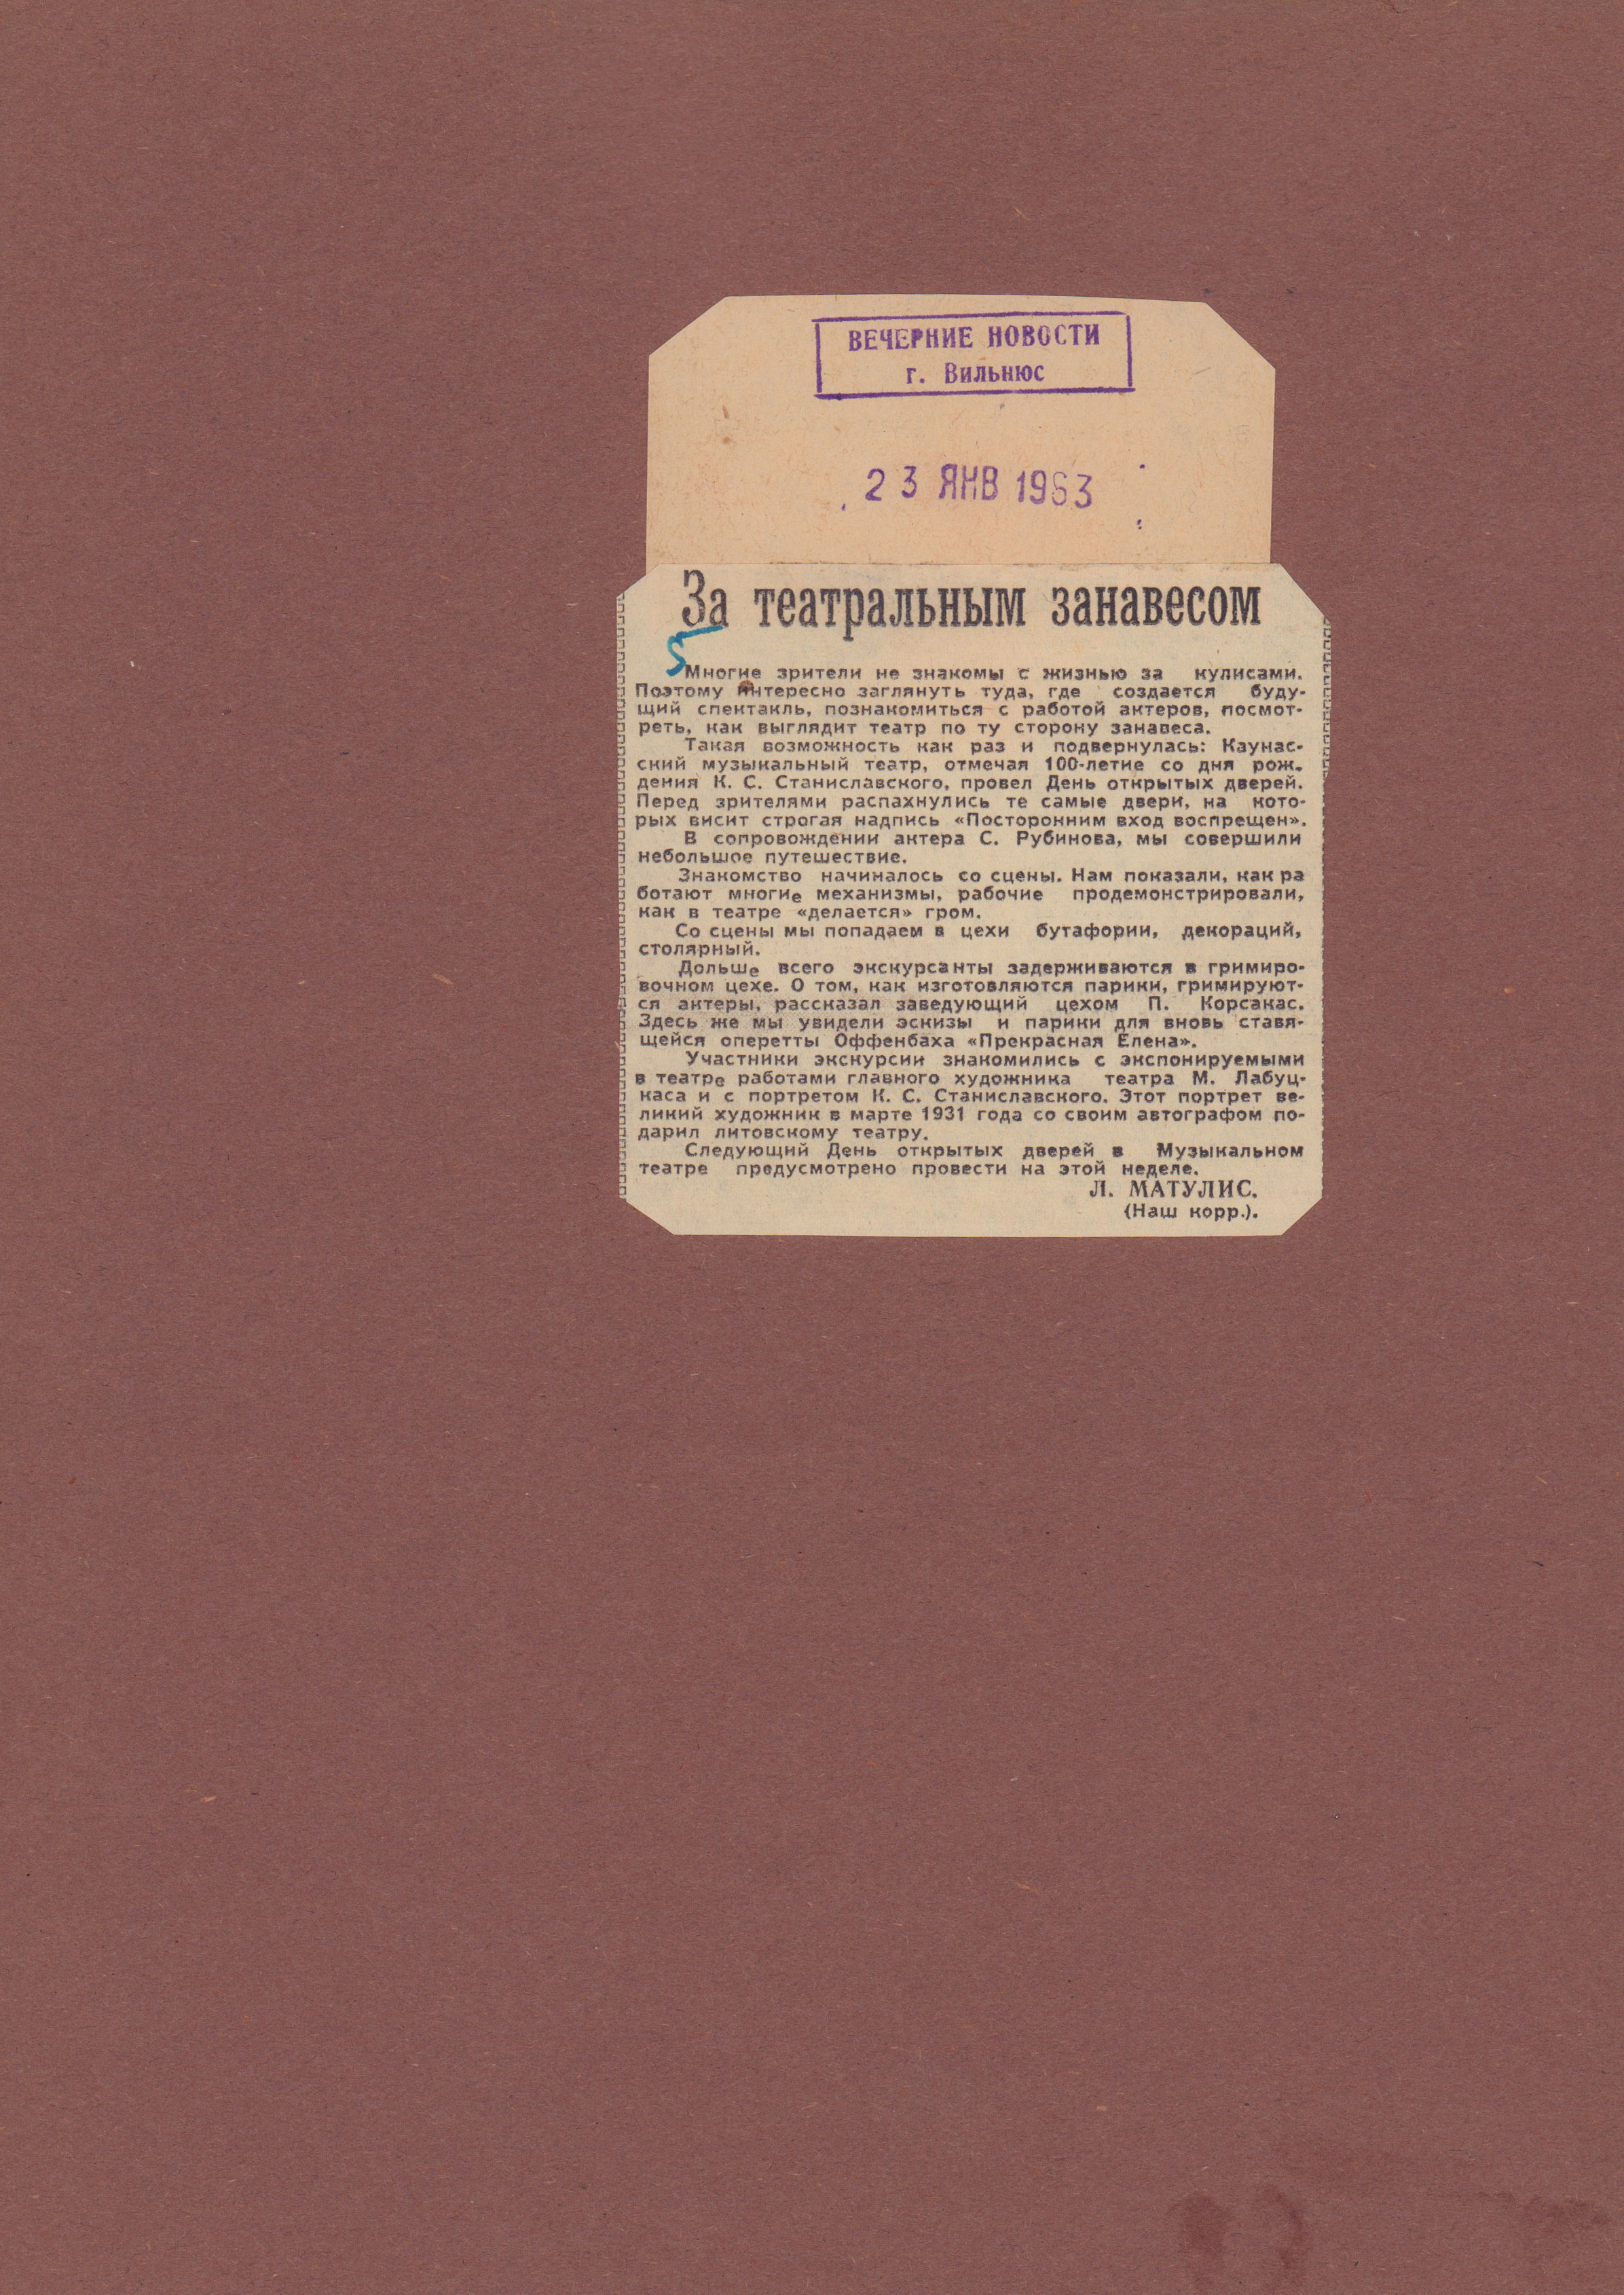 ВЕЧЕРНИЕ НОВОСТИ
г. Вильнюс
23 ЯНВ 1963
За театральным занавесом
5
Многие зрители не знакомы с жизнью за кулисами.
Поэтому интересно заглянуть туда, где создается буду-
щий спектакль, познакомиться с работой актеров, посмот-
реть, как выглядит театр по ту сторону занавеса.
Такая возможность как раз и подвернулась: Каунас-
ский музыкальный театр, отмечая 100-летие со дня рож-
дения К. С. Станиславского, провел День открытых дверей.
Перед зрителями распахнулись те самые двери, на кото-
рых висит строгая надпись «Посторонним вход воспрещен».
В сопровождении актера С. Рубинова, мы совершили
небольшое путешествие.
Знакомство начиналось со сцены. Нам показали, как ра
ботают многие механизмы, рабочие продемонстрировали,
как в театре «делается» гром.
Со сцены мы попадаем в цехи бутафории, декораций,
столярный.
Дольше всего экскурсанты задерживаются в гримиро-
вочном цехе. О том, как изготовляются парики, гримируют-
ся актеры, рассказал заведующий цехом П. Корсакас.
Здесь же мы увидели эскизы и парики для вновь ставя-
щейся оперетты Оффенбаха «Прекрасная Елена».
Участники экскурсии знакомились с экспонируемыми
в театре работами главного художника театра М. Лабуц-
каса и с портретом К. С. Станиславского. Этот портрет ве-
ликий художник в марте 1931 года со своим автографом по-
дарил литовскому театру.
Следующий День открытых дверей в Музыкальном
театре предусмотрено провести на этой неделе.
Л. МАТУЛИС.
(Наш корр.).